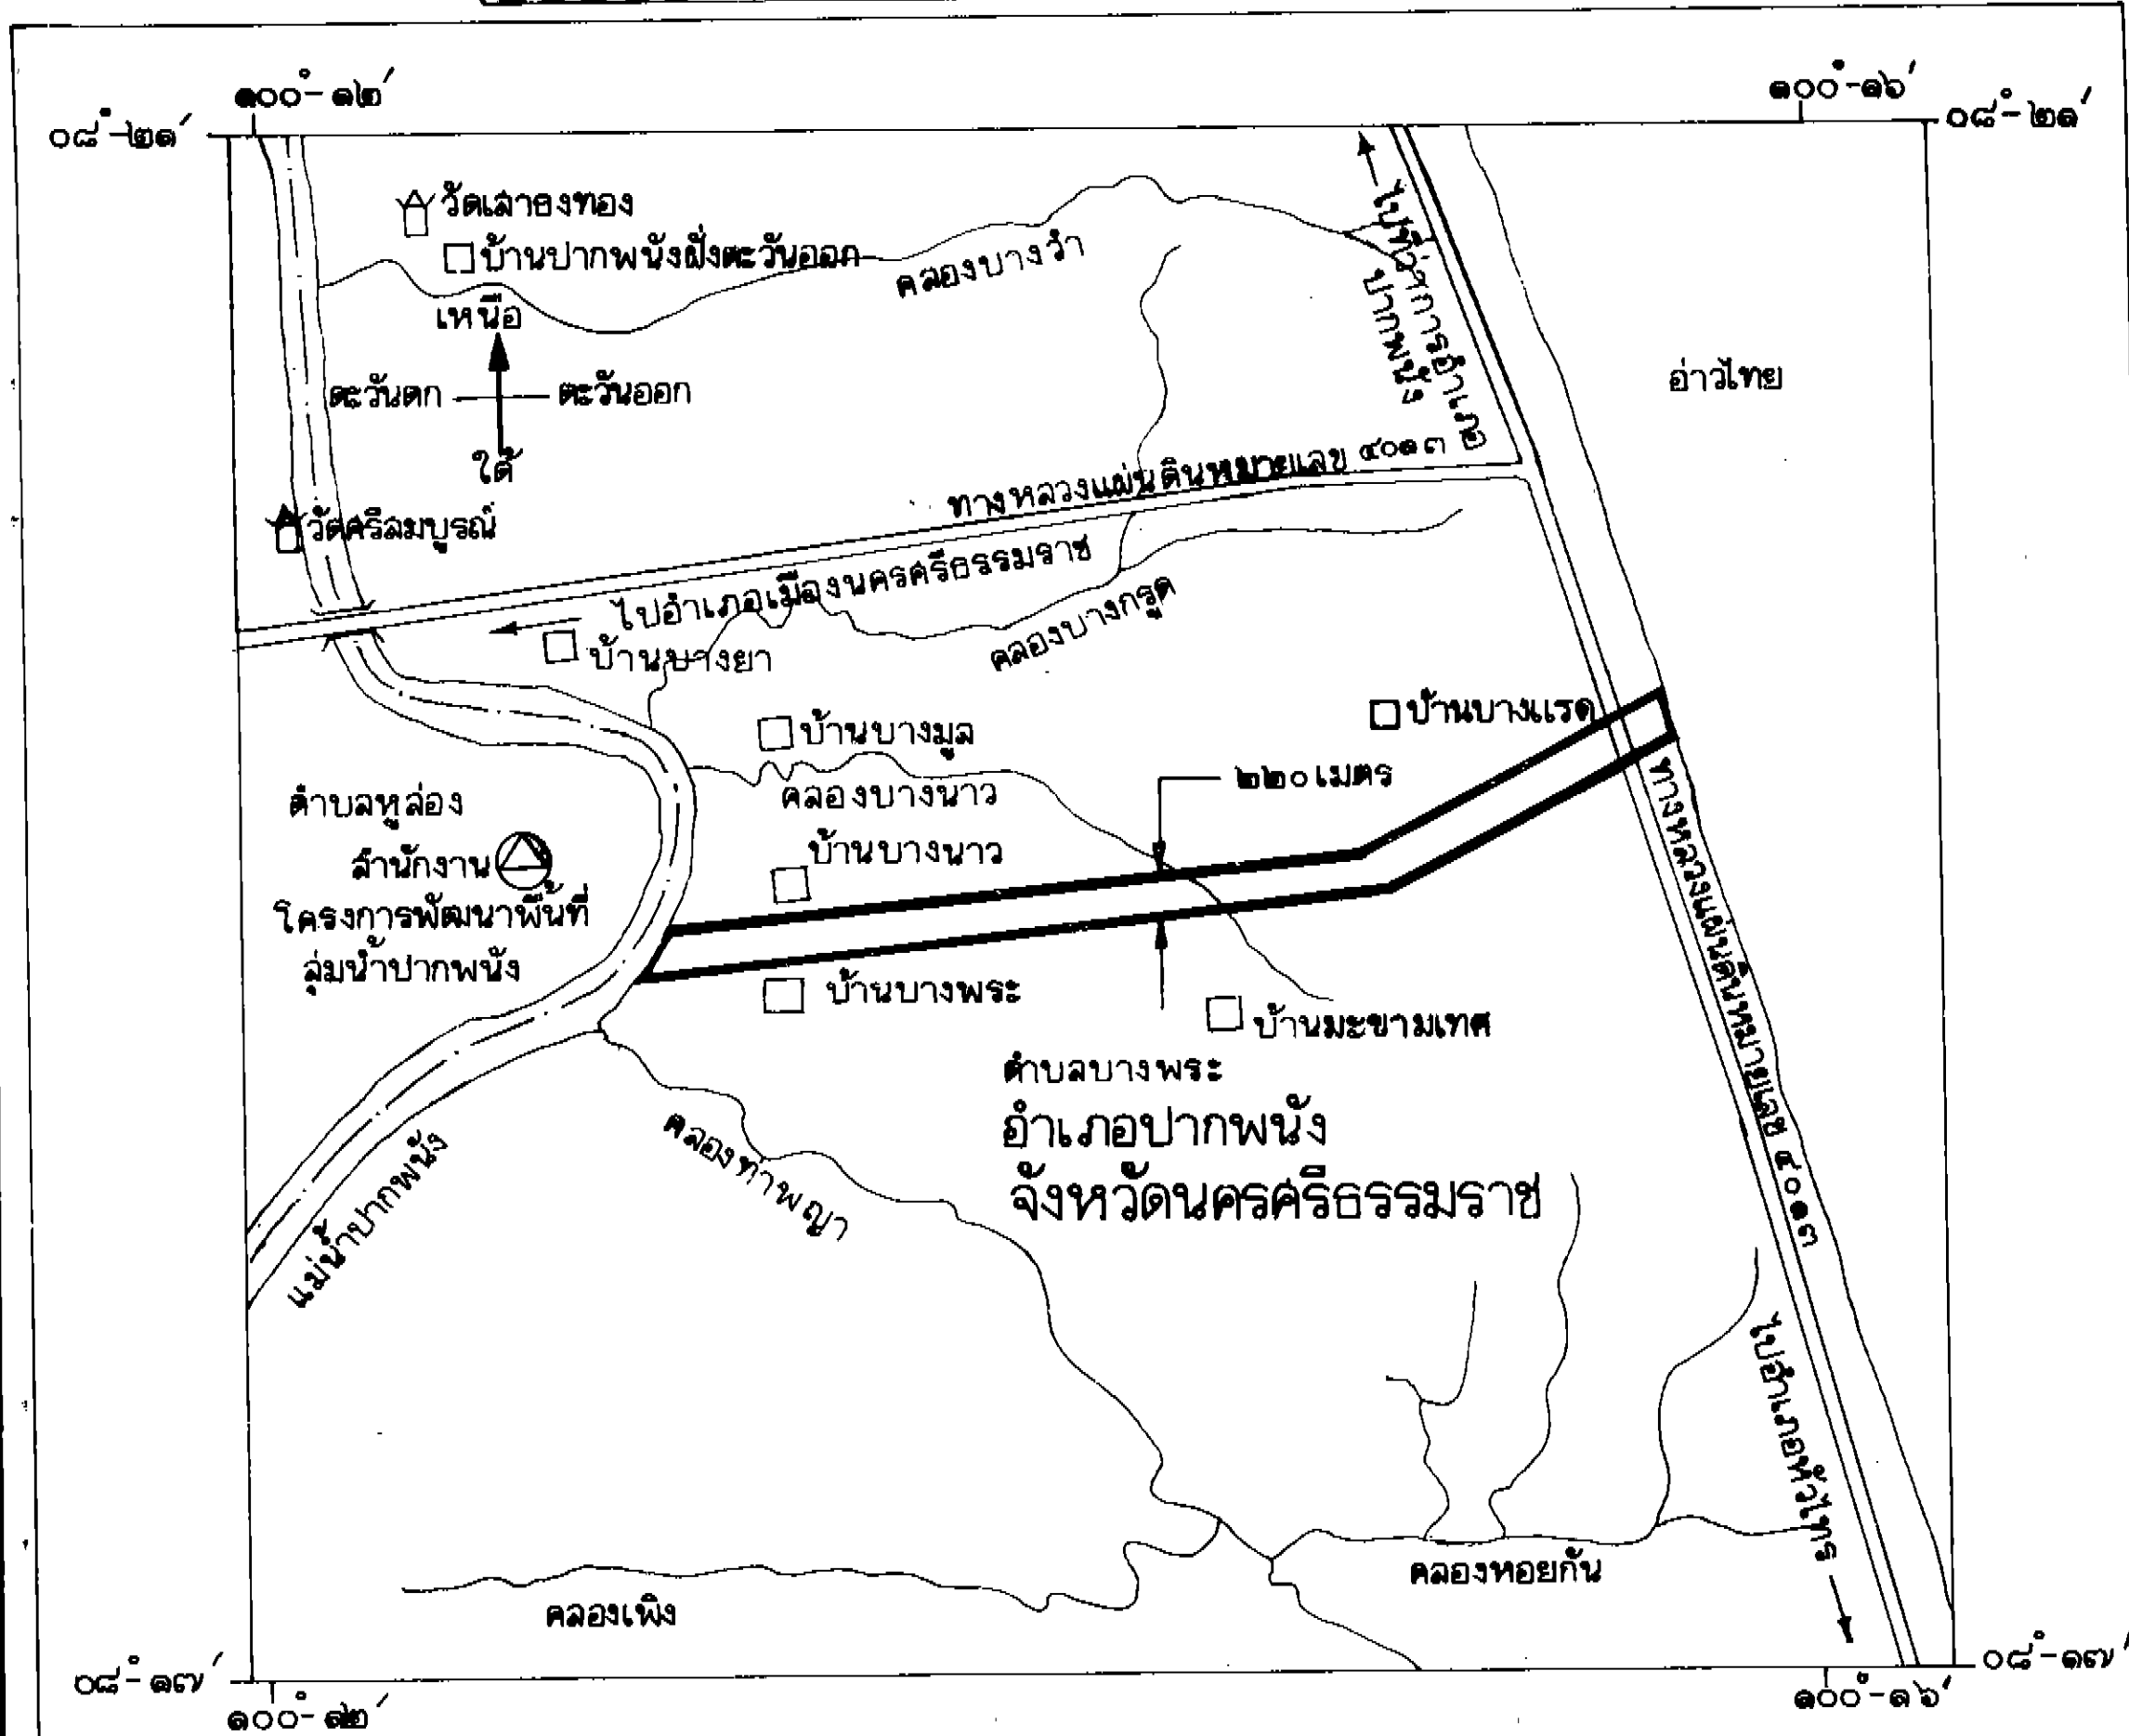 ๑๐๐°-๑๒′
๑๐๐°-๑๖′
๐๘°-๒๑′
๐๘°-๒๑′
วัดเสาธงทอง
บ้านปากพนังฝั่งตะวันออก
คลองบางวำ
เหนือ
ตะวันตก
ตะวันออก
ใต้
ไปที่ว่าการอำเภอ
ปากพนัง
อ่าวไทย
วัดศรีสมบูรณ์
ทางหลวงแผ่นดินหมายเลข ๔๐๑๓
ไปอำเภอเมืองนครศรีธรรมราช
คลองบางกรูด
บ้านบางยา
บ้านบางมูล
บ้านบางแรด
คลองบางนาว
๒๒๐ เมตร
ตำบลหูล่อง
สำนักงาน
โครงการพัฒนาพื้นที่
ลุ่มน้ำปากพนัง
บ้านบางนาว
บ้านบางพระ
บ้านมะขามเทศ
ทางหลวงแผ่นดินหมายเลข ๔๐๑๓
ตำบลบางพระ
อำเภอปากพนัง
จังหวัดนครศรีธรรมราช
แม่น้ำปากพนัง
คลองท่าพญา
ไปอำเภอหัวไทร
คลองหอยกัน
คลองเพิง
๐๘°-๑๗′
๐๘°-๑๗′
๑๐๐°-๑๒′
๑๐๐°-๑๖′